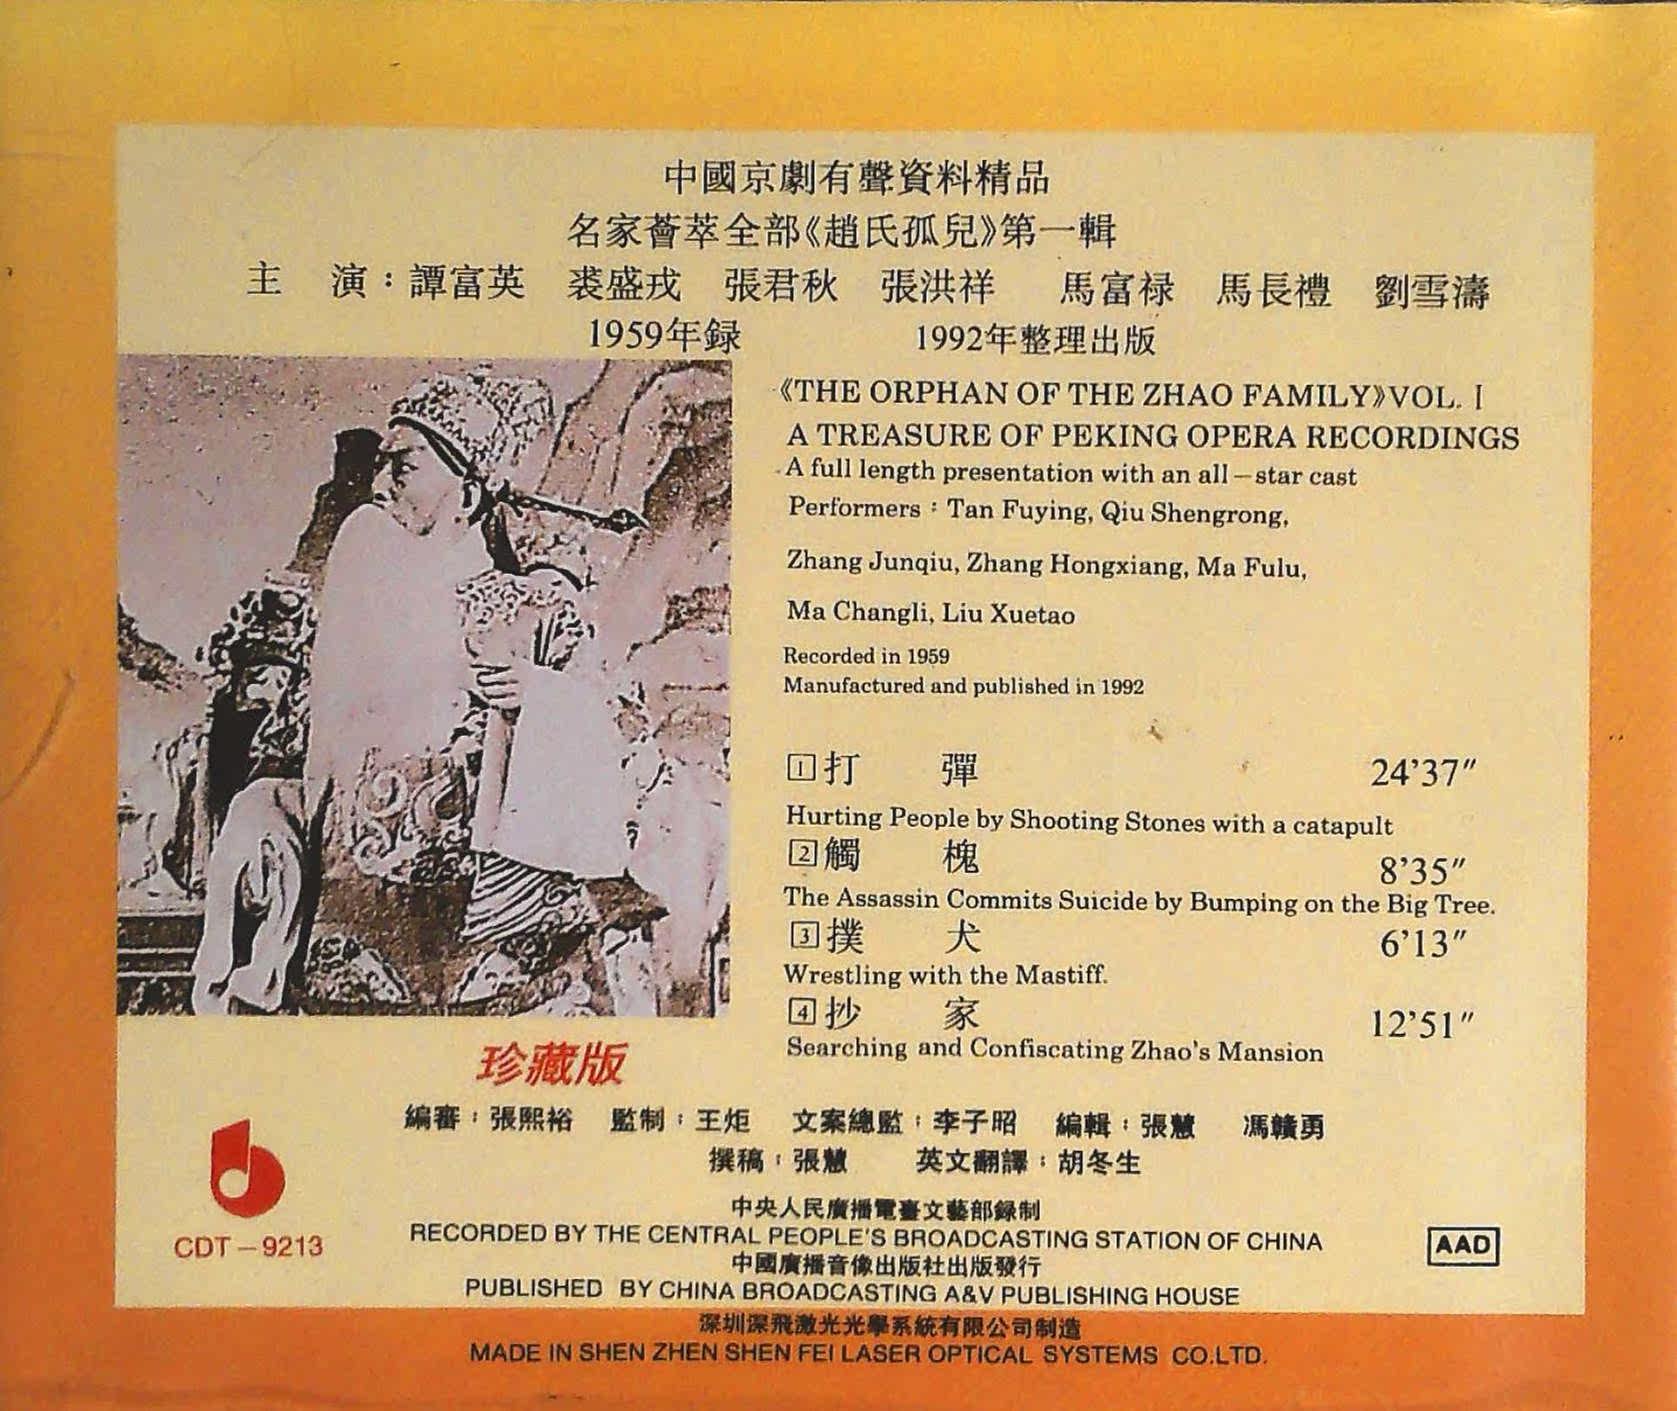 中國京劇有聲資料精品
名家薈萃全部《趙氏孤兒》第一輯
主 演：譚富英 裘盛戎 張君秋 張洪祥 馬富禄 馬長禮 劉雪濤
1959年録 1992年整理出版
《THE ORPHAN OF THE ZHAO FAMILY》VOL. I
A TREASURE OF PEKING OPERA RECORDINGS
A full length presentation with an all-star cast
Performers: Tan Fuying, Qiu Shengrong,
Zhang Junqiu, Zhang Hongxiang, Ma Fulu,
Ma Changli, Liu Xuetao
Recorded in 1959
Manufactured and published in 1992
1 打 彈 24'37"
Hurting People by Shooting Stones with a catapult
2 觸 槐 8'35"
The Assassin Commits Suicide by Bumping on the Big Tree.
3 撲 犬 6'13"
Wrestling with the Mastiff.
4 抄 家 12'51"
Searching and Confiscating Zhao's Mansion
珍藏版
編審：張熙裕 監制：王炬 文案總監：李子昭 編輯：張慧 馮贛勇
撰稿：張慧 英文翻譯：胡冬生
CDT-9213
中央人民廣播電臺文藝部録制
RECORDED BY THE CENTRAL PEOPLE'S BROADCASTING STATION OF CHINA
AAD
中國廣播音像出版社出版發行
PUBLISHED BY CHINA BROADCASTING A&V PUBLISHING HOUSE
深圳深飛激光光學系統有限公司制造
MADE IN SHEN ZHEN SHEN FEI LASER OPTICAL SYSTEMS CO.LTD.